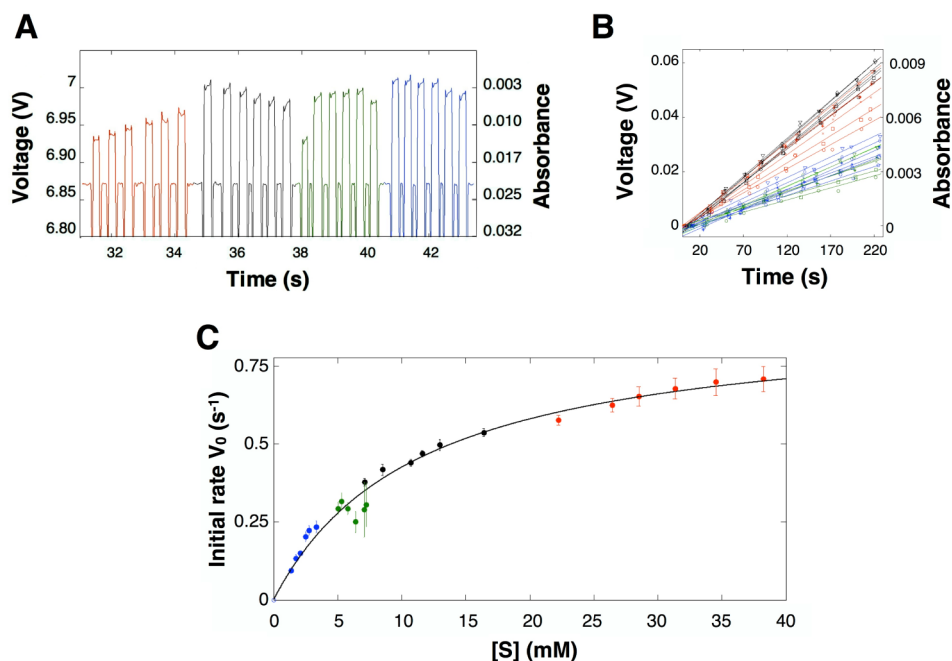 A
Voltage (V)
7
6.95
6.90
6.85
6.80
0.003
0.010
0.017
0.025
0.032
Absorbance
32 34 36 38 40 42
Time (s)
B
Voltage (V)
0.06
0.04
0.02
0
0.009
0.006
0.003
0
Absorbance
20 70 120 170 220
Time (s)
C
Initial rate V₀ (s⁻¹)
0.75
0.5
0.25
0
0 5 10 15 20 25 30 35 40
[S] (mM)